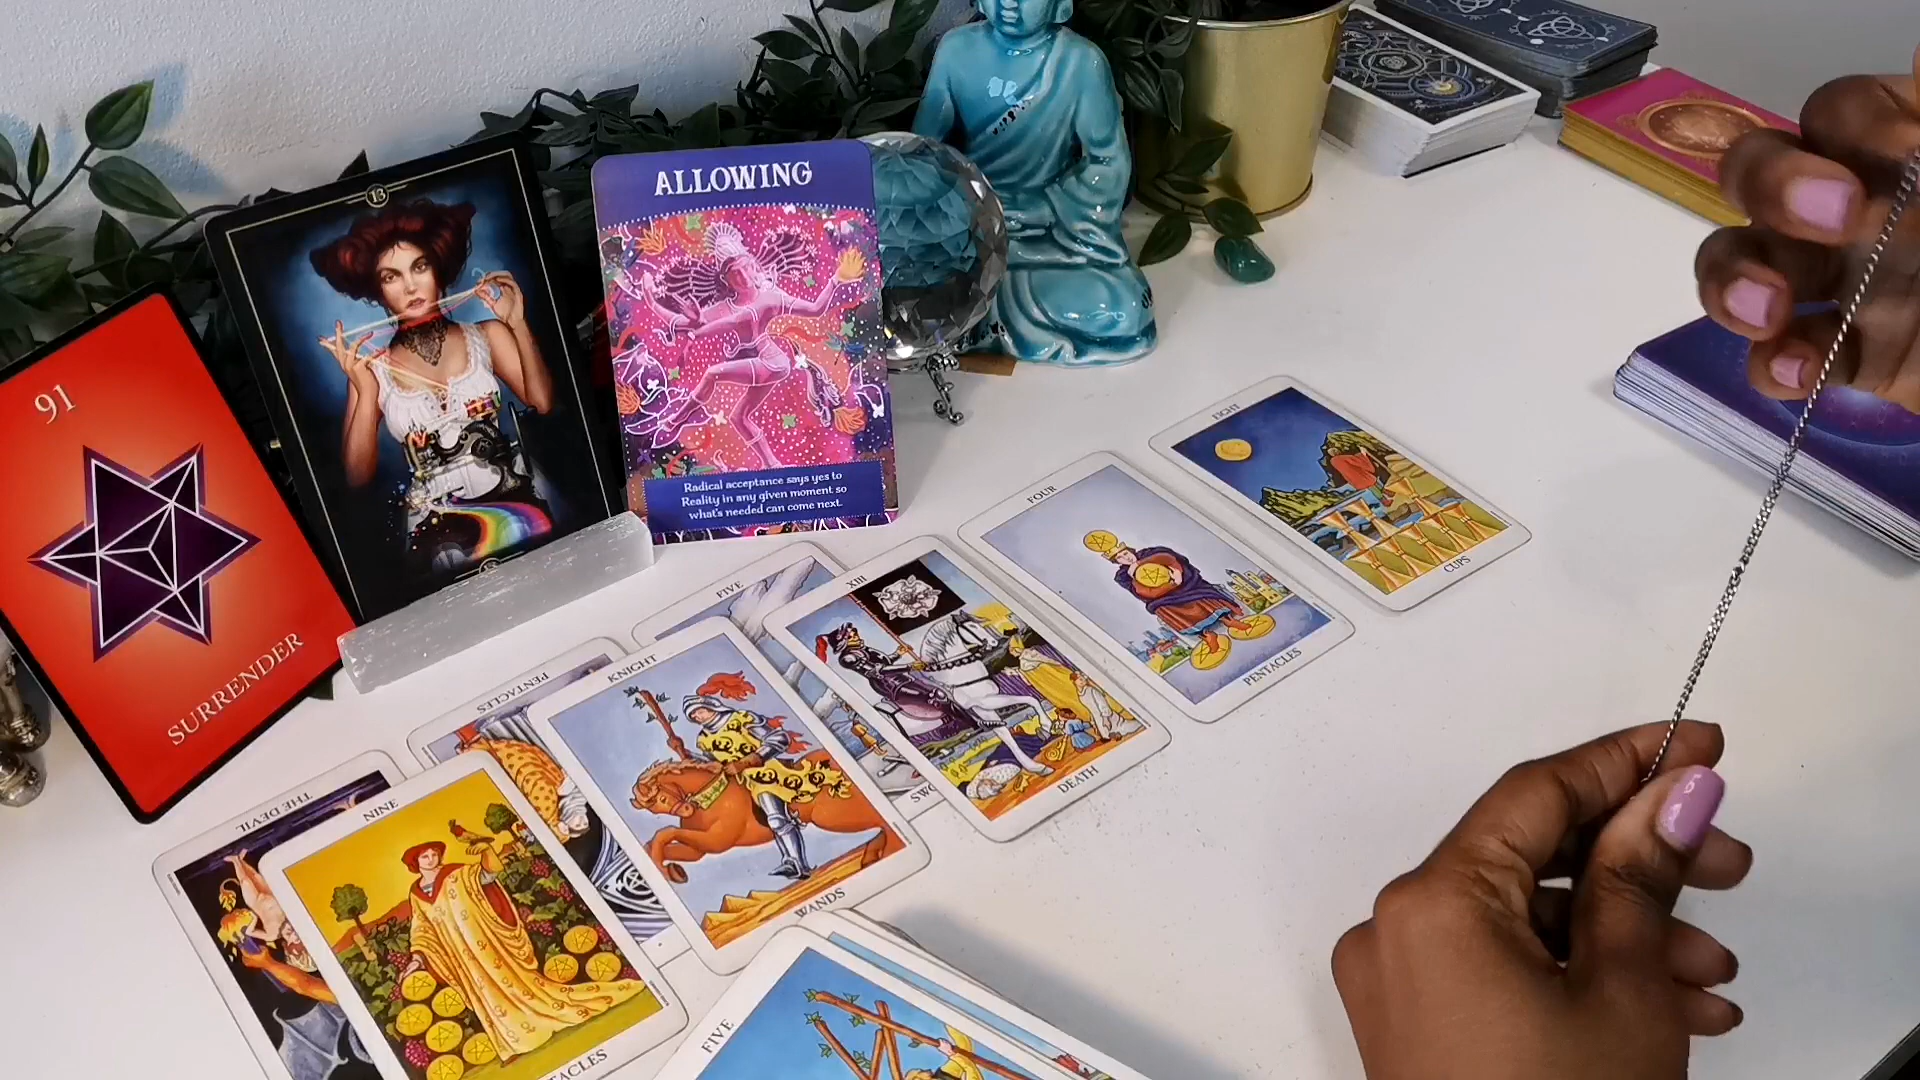 91
SURRENDER
13
ALLOWING
Radical acceptance says yes to
Reality in any given moment so
what's needed can come next.
EIGHT
CUPS
FOUR
PENTACLES
FIVE
XIII
DEATH
KNIGHT
WANDS
PENTACLES
THE DEVIL
NINE
FIVE